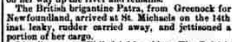 The British brigantine Patra, from Greenock for
Newfoundland, arrived at St. Michaels on the 14th
inst. leaky, rudder carried away, and jettisoned a
portion of her cargo.